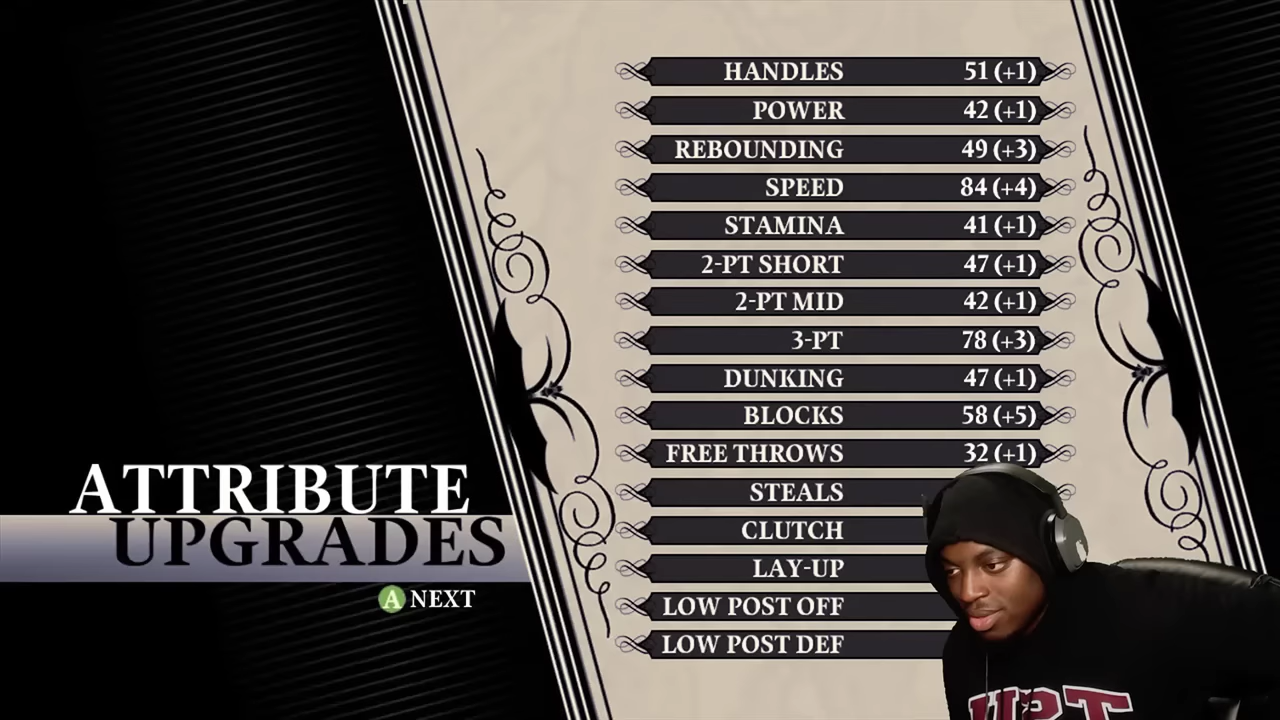 HANDLES 51 (+1)
POWER 42 (+1)
REBOUNDING 49 (+3)
SPEED 84 (+4)
STAMINA 41 (+1)
2-PT SHORT 47 (+1)
2-PT MID 42 (+1)
3-PT 78 (+3)
DUNKING 47 (+1)
BLOCKS 58 (+5)
FREE THROWS 32 (+1)
STEALS
CLUTCH
LAY-UP
LOW POST OFF
LOW POST DEF
ATTRIBUTE
UPGRADES
A NEXT